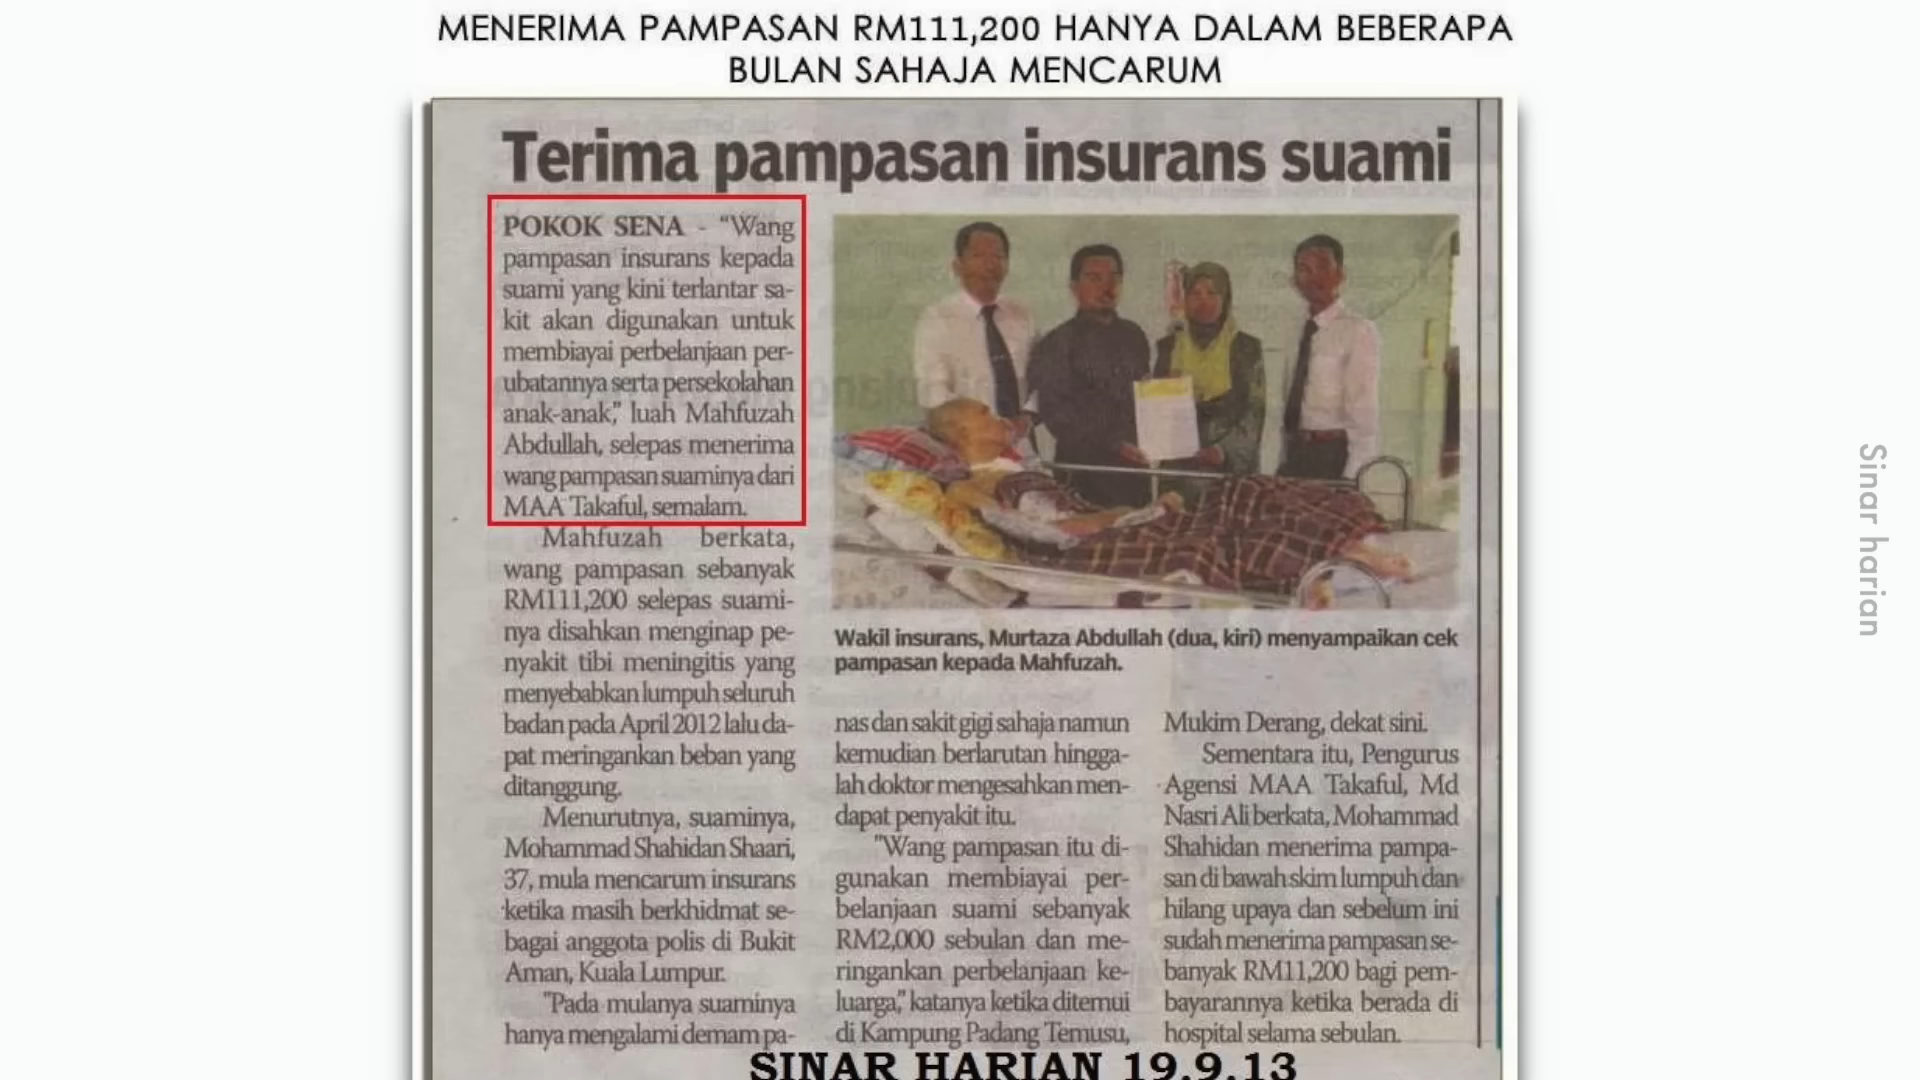 MENERIMA PAMPASAN RM111,200 HANYA DALAM BEBERAPA
BULAN SAHAJA MENCARUM
Terima pampasan insurans suami
POKOK SENA - “Wang
pampasan insurans kepada
suami yang kini terlantar sa-
kit akan digunakan untuk
membiayai perbelanjaan per-
ubatannya serta persekolahan
anak-anak,” luah Mahfuzah
Abdullah, selepas menerima
wang pampasan suaminya dari
MAA Takaful, semalam.
Mahfuzah berkata,
wang pampasan sebanyak
RM111,200 selepas suami-
nya disahkan menginap pe-
nyakit tibi meningitis yang
menyebabkan lumpuh seluruh
badan pada April 2012 lalu da-
pat meringankan beban yang
ditanggung.
Menurutnya, suaminya,
Mohammad Shahidan Shaari,
37, mula mencarum insurans
ketika masih berkhidmat se-
bagai anggota polis di Bukit
Aman, Kuala Lumpur.
"Pada mulanya suaminya
hanya mengalami demam pa-
Wakil insurans, Murtaza Abdullah (dua, kiri) menyampaikan cek
pampasan kepada Mahfuzah.
nas dan sakit gigi sahaja namun
kemudian berlarutan hingga-
lah doktor mengesahkan men-
dapat penyakit itu.
"Wang pampasan itu di-
gunakan membiayai per-
belanjaan suami sebanyak
RM2,000 sebulan dan me-
ringankan perbelanjaan ke-
luarga," katanya ketika ditemui
di Kampung Padang Temusu,
Mukim Derang, dekat sini.
Sementara itu, Pengurus
Agensi MAA Takaful, Md
Nasri Ali berkata, Mohammad
Shahidan menerima pampa-
san di bawah skim lumpuh dan
hilang upaya dan sebelum ini
sudah menerima pampasan se-
banyak RM11,200 bagi pem-
bayarannya ketika berada di
hospital selama sebulan.
SINAR HARIAN 19.9.13
Sinar harian